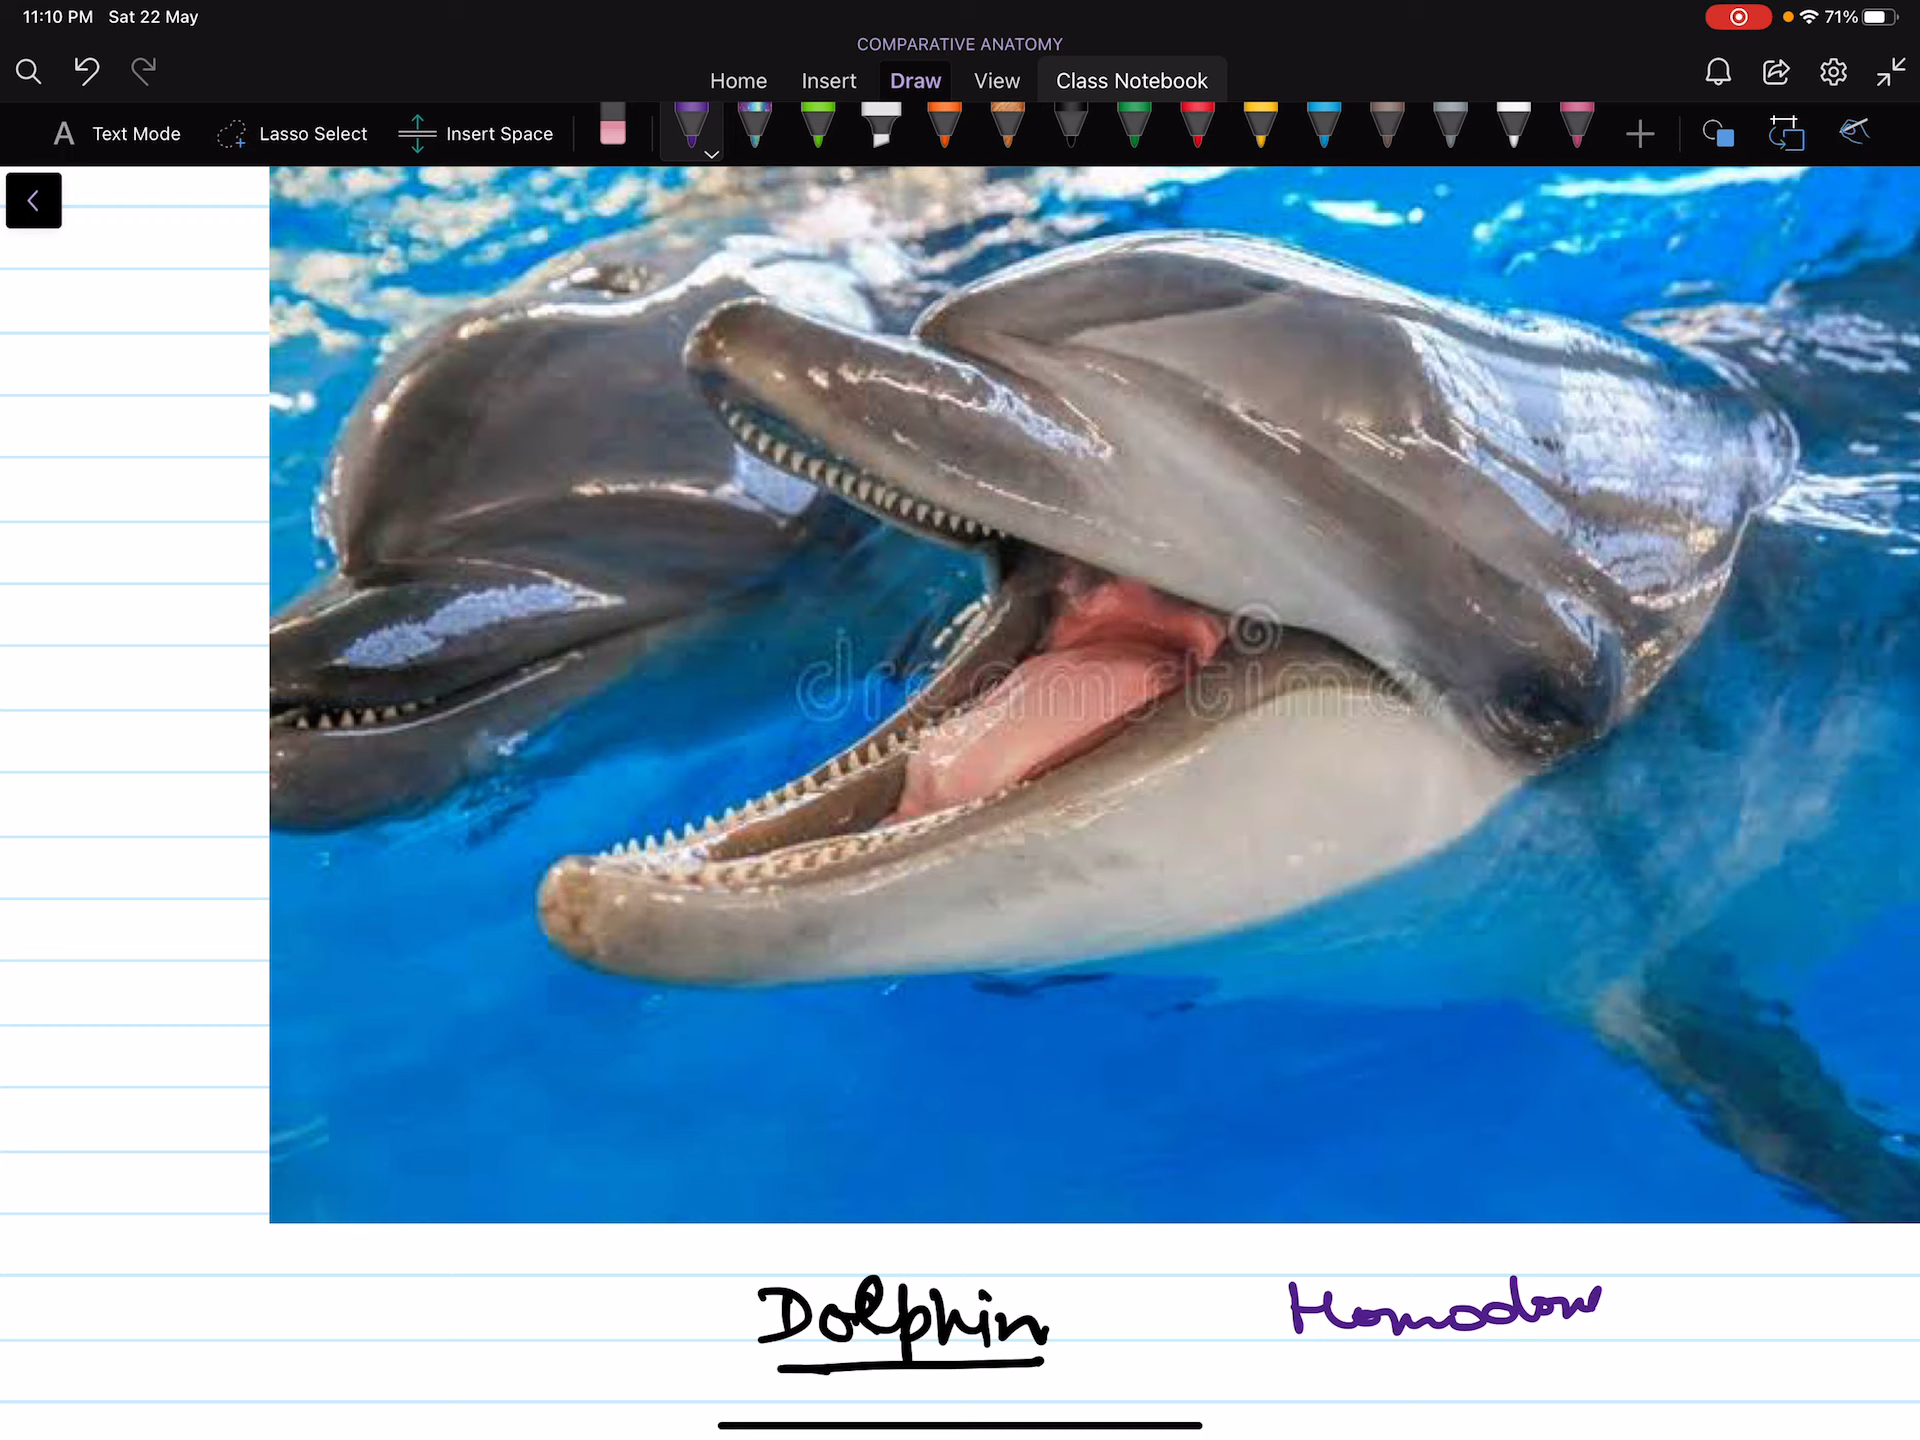 11:10 PM Sat 22 May
71%
COMPARATIVE ANATOMY
Home Insert Draw View Class Notebook
A Text Mode Lasso Select Insert Space
dreamstime
Dolphin Homodon